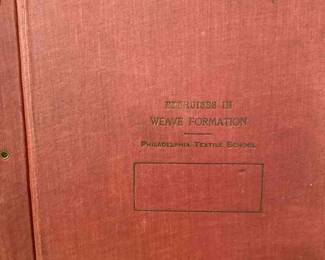 EXERCISES IN
WEAVE FORMATION
PHILADELPHIA TEXTILE SCHOOL